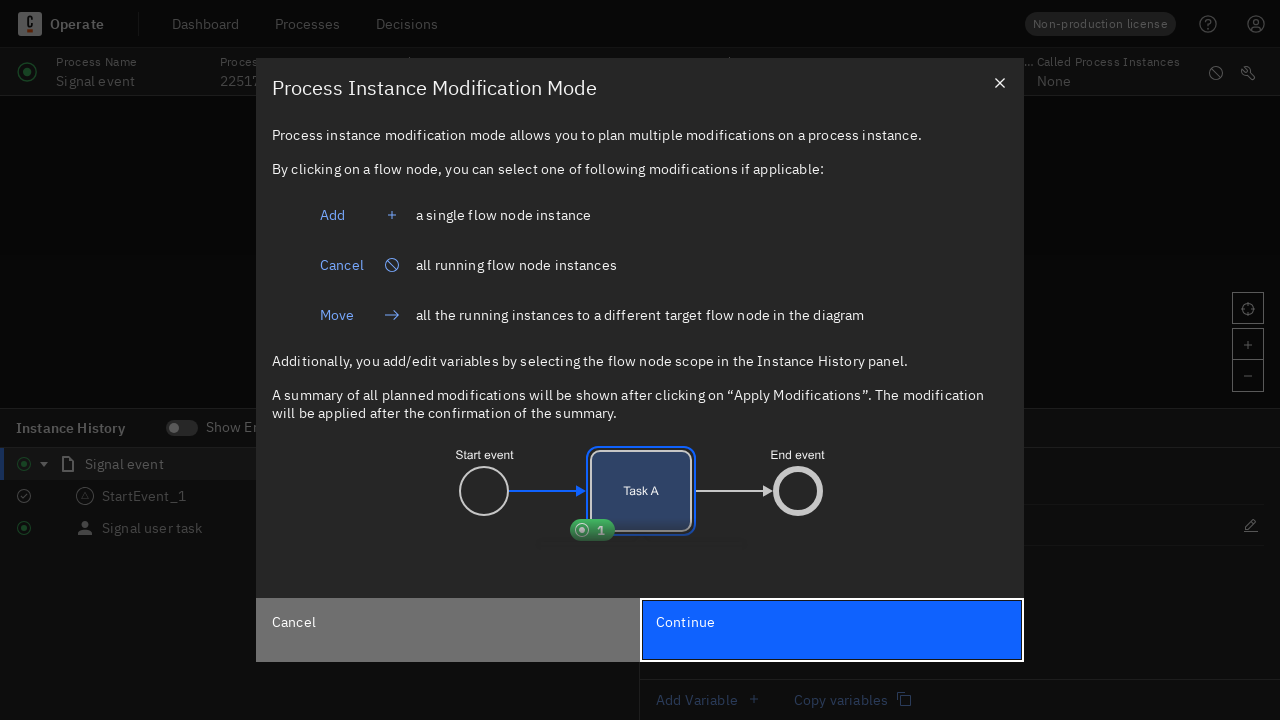 Operate
Dashboard
Processes
Decisions
Non-production license
Process Name
Signal event
Called Process Instances
None
Process Instance Modification Mode
Process instance modification mode allows you to plan multiple modifications on a process instance.
By clicking on a flow node, you can select one of following modifications if applicable:
Add + a single flow node instance
Cancel all running flow node instances
Move all the running instances to a different target flow node in the diagram
Additionally, you add/edit variables by selecting the flow node scope in the Instance History panel.
A summary of all planned modifications will be shown after clicking on “Apply Modifications”. The modification
will be applied after the confirmation of the summary.
Start event
Task A
End event
1
Cancel
Continue
Instance History
Show
Signal event
StartEvent_1
Signal user task
Add Variable +
Copy variables